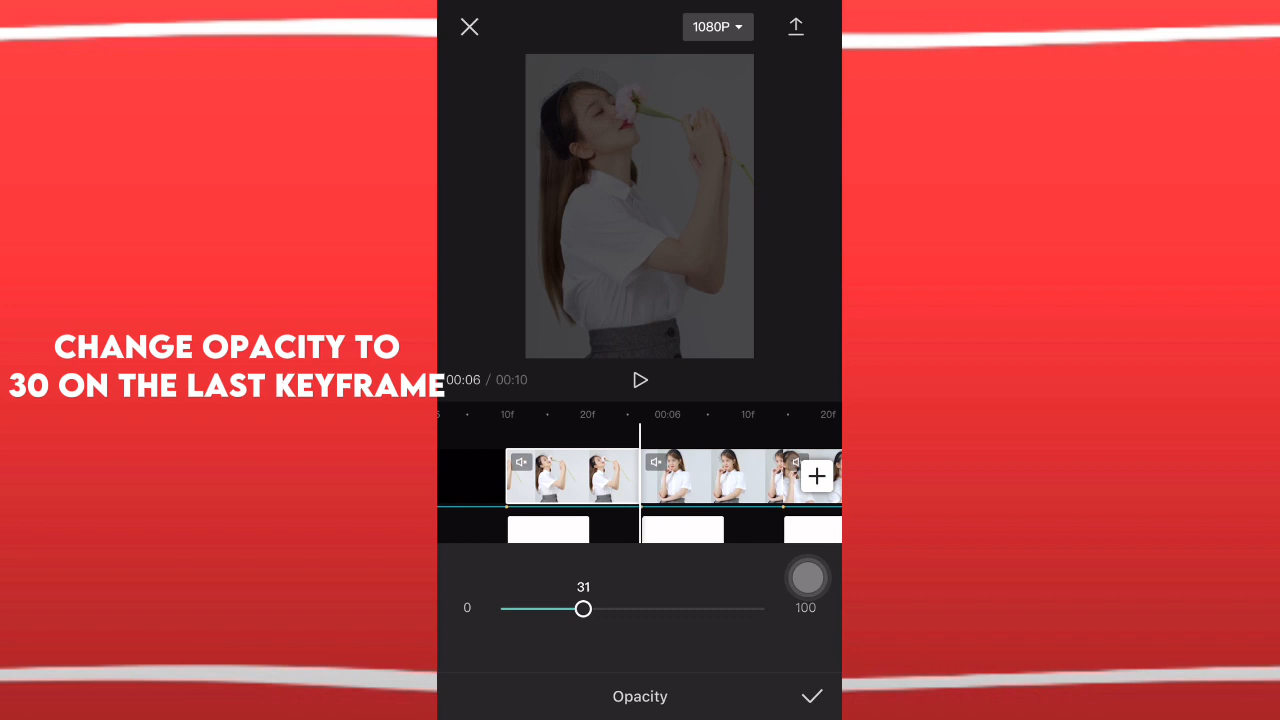 1080P
CHANGE OPACITY TO
30 ON THE LAST KEYFRAME
00:06 / 00:10
10f 20f 00:06 10f 20f
31
0 100
Opacity